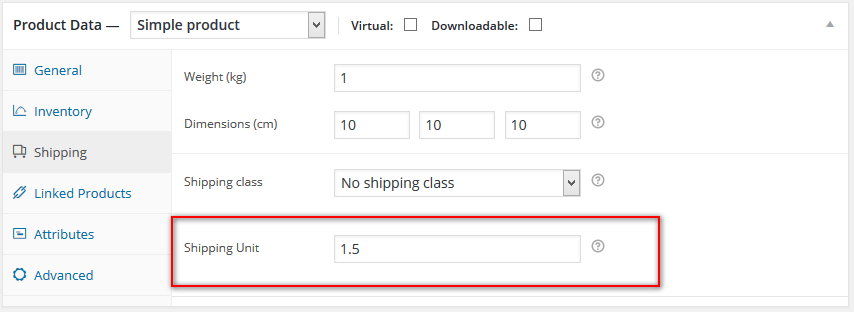 Product Data — Simple product Virtual: Downloadable:
General
Inventory
Shipping
Linked Products
Attributes
Advanced
Weight (kg) 1
Dimensions (cm) 10 10 10
Shipping class No shipping class
Shipping Unit 1.5